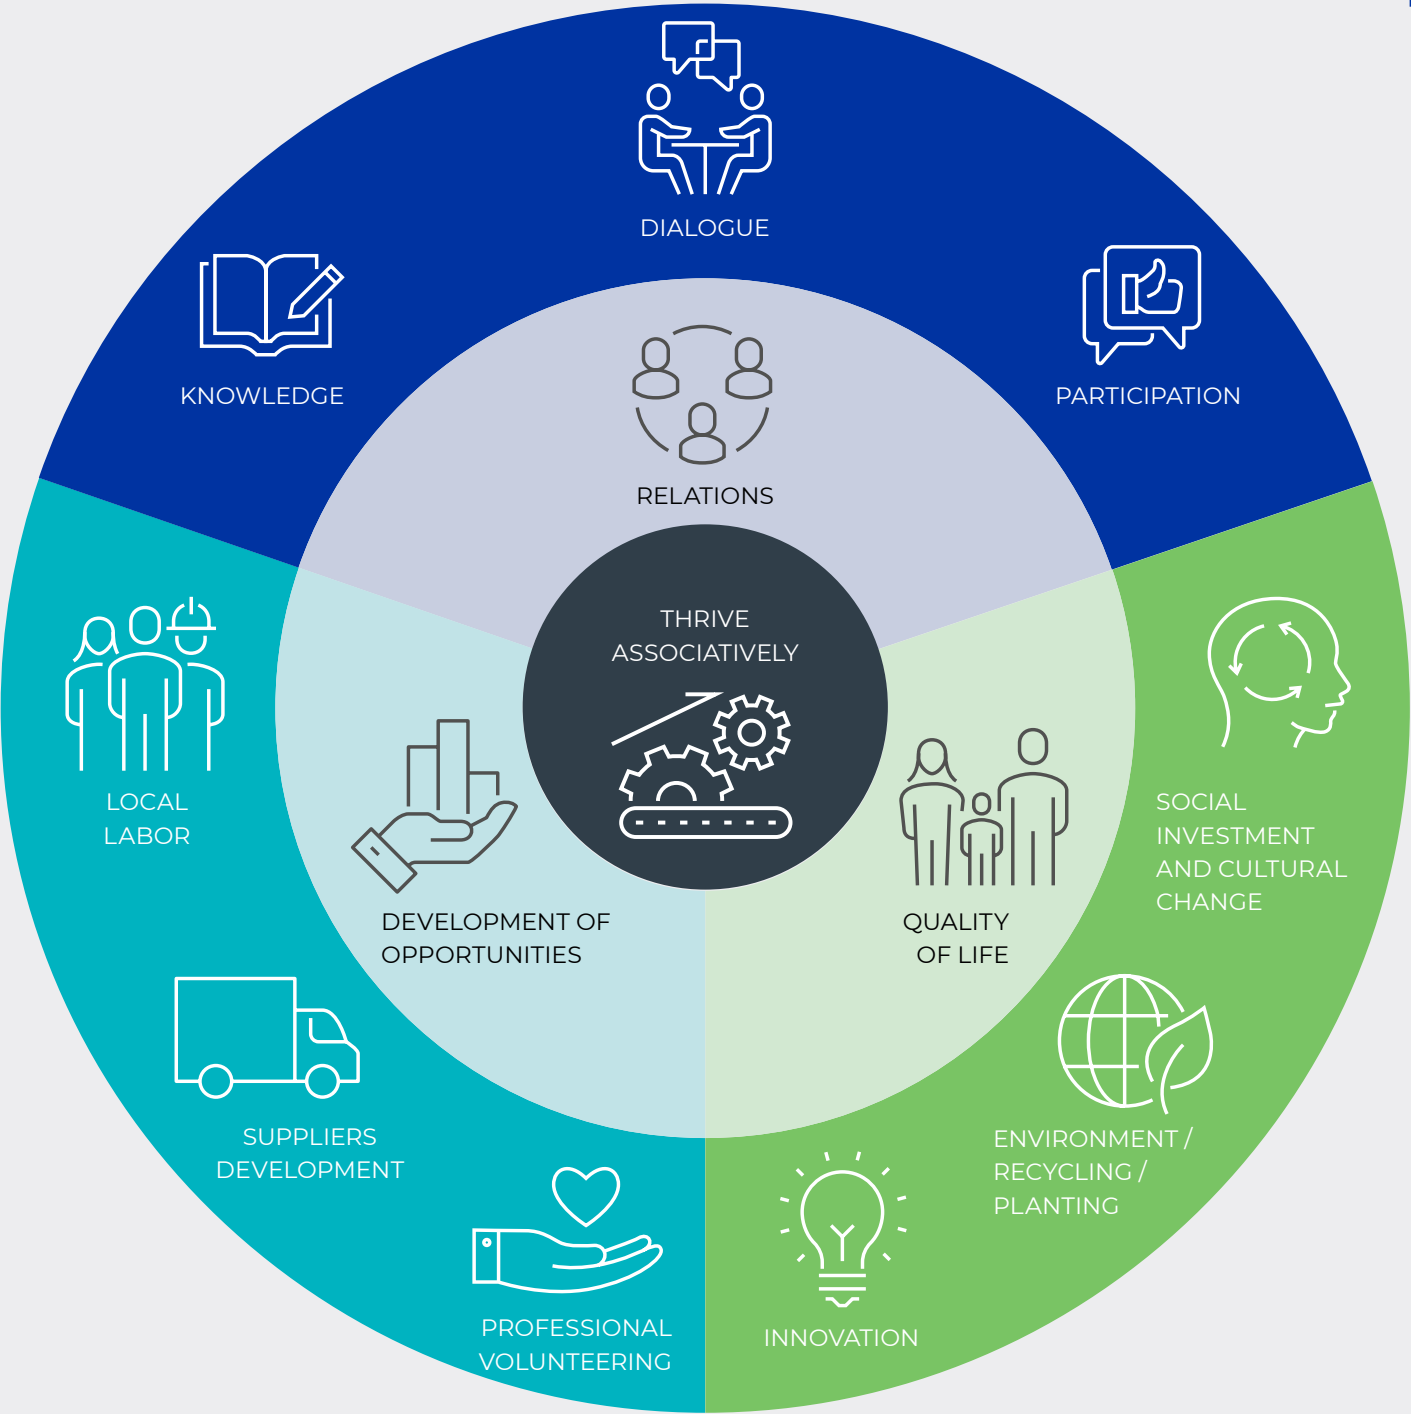 DIALOGUE
KNOWLEDGE
PARTICIPATION
RELATIONS
THRIVE
ASSOCIATIVELY
LOCAL
LABOR
SOCIAL
INVESTMENT
AND CULTURAL
CHANGE
DEVELOPMENT OF
OPPORTUNITIES
QUALITY
OF LIFE
SUPPLIERS
DEVELOPMENT
ENVIRONMENT /
RECYCLING /
PLANTING
PROFESSIONAL
VOLUNTEERING
INNOVATION